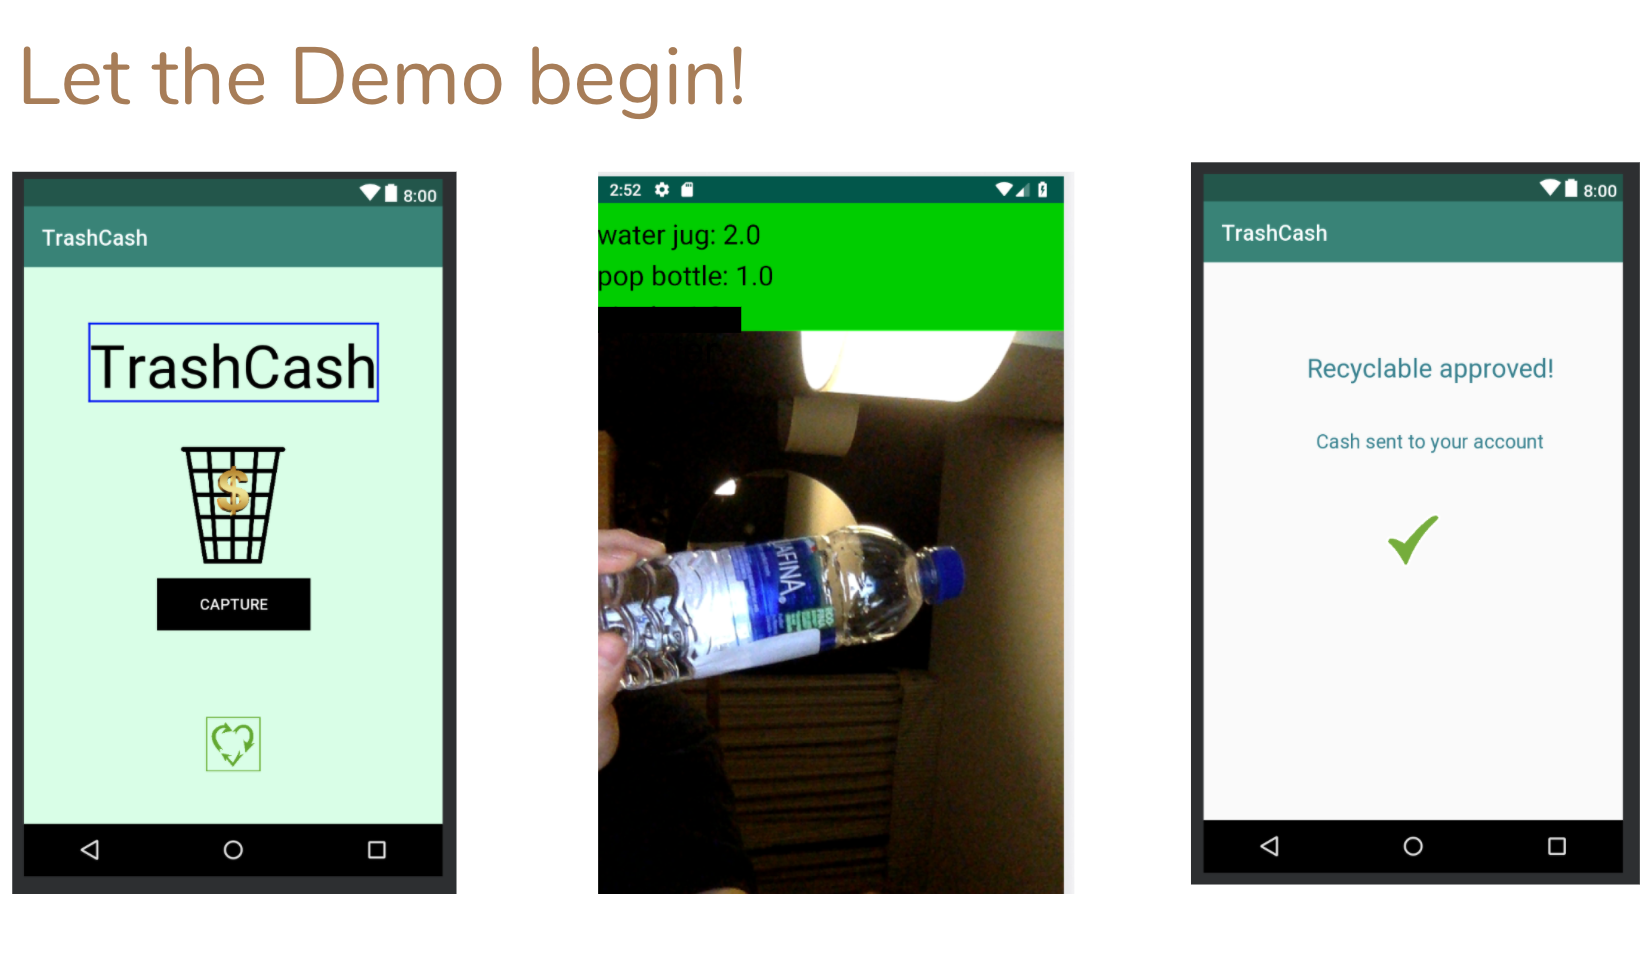 Let the Demo begin!
8:00
TrashCash
TrashCash
$
CAPTURE
2:52
water jug: 2.0
pop bottle: 1.0
AFINA
8:00
TrashCash
Recyclable approved!
Cash sent to your account